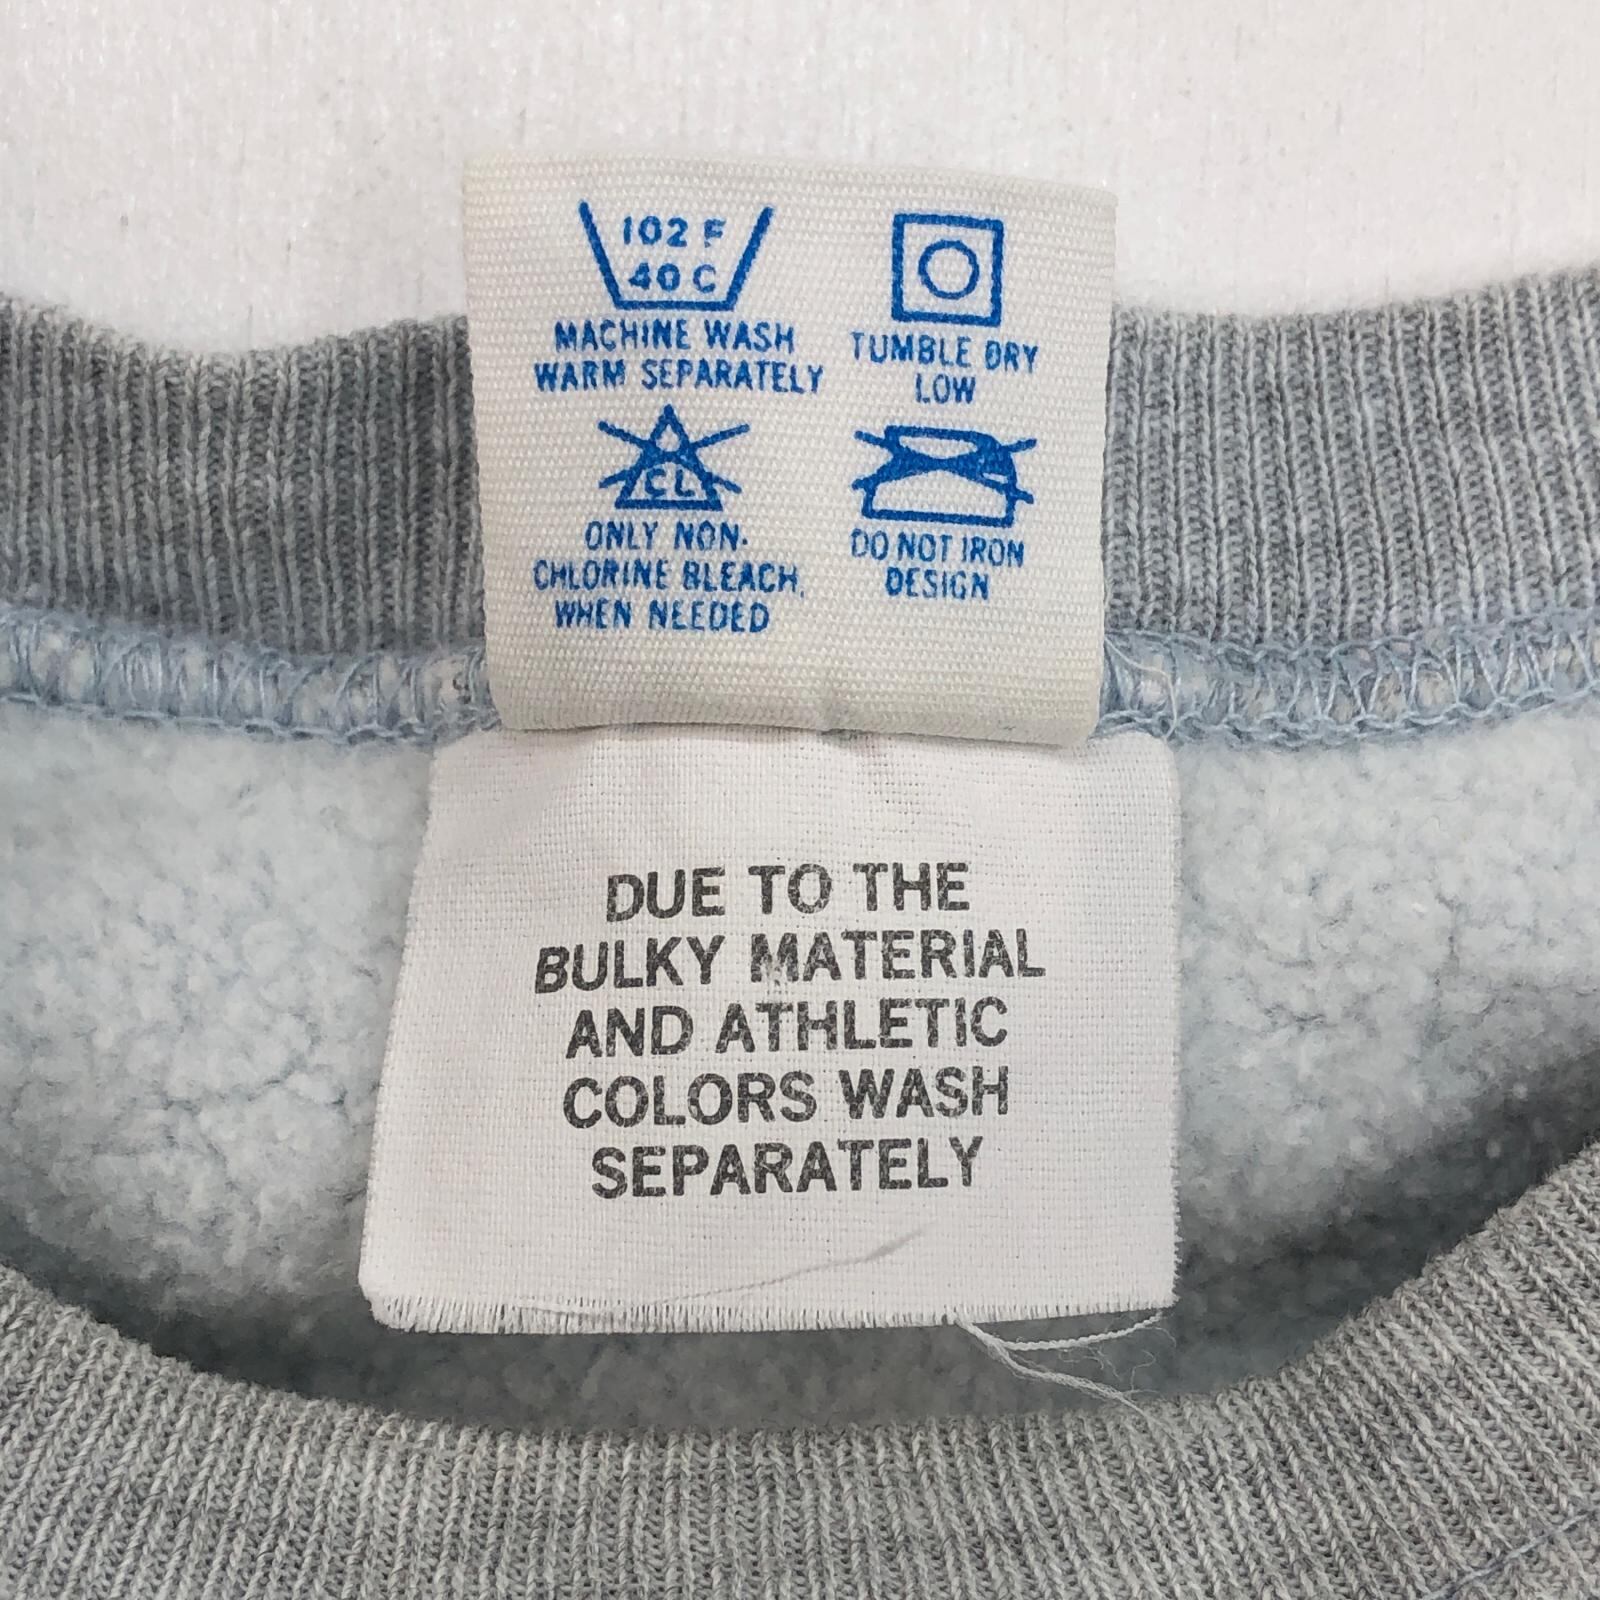 102 F
40 C
MACHINE WASH
WARM SEPARATELY
TUMBLE DRY
LOW
CL
ONLY NON-
CHLORINE BLEACH,
WHEN NEEDED
DO NOT IRON
DESIGN
DUE TO THE
BULKY MATERIAL
AND ATHLETIC
COLORS WASH
SEPARATELY